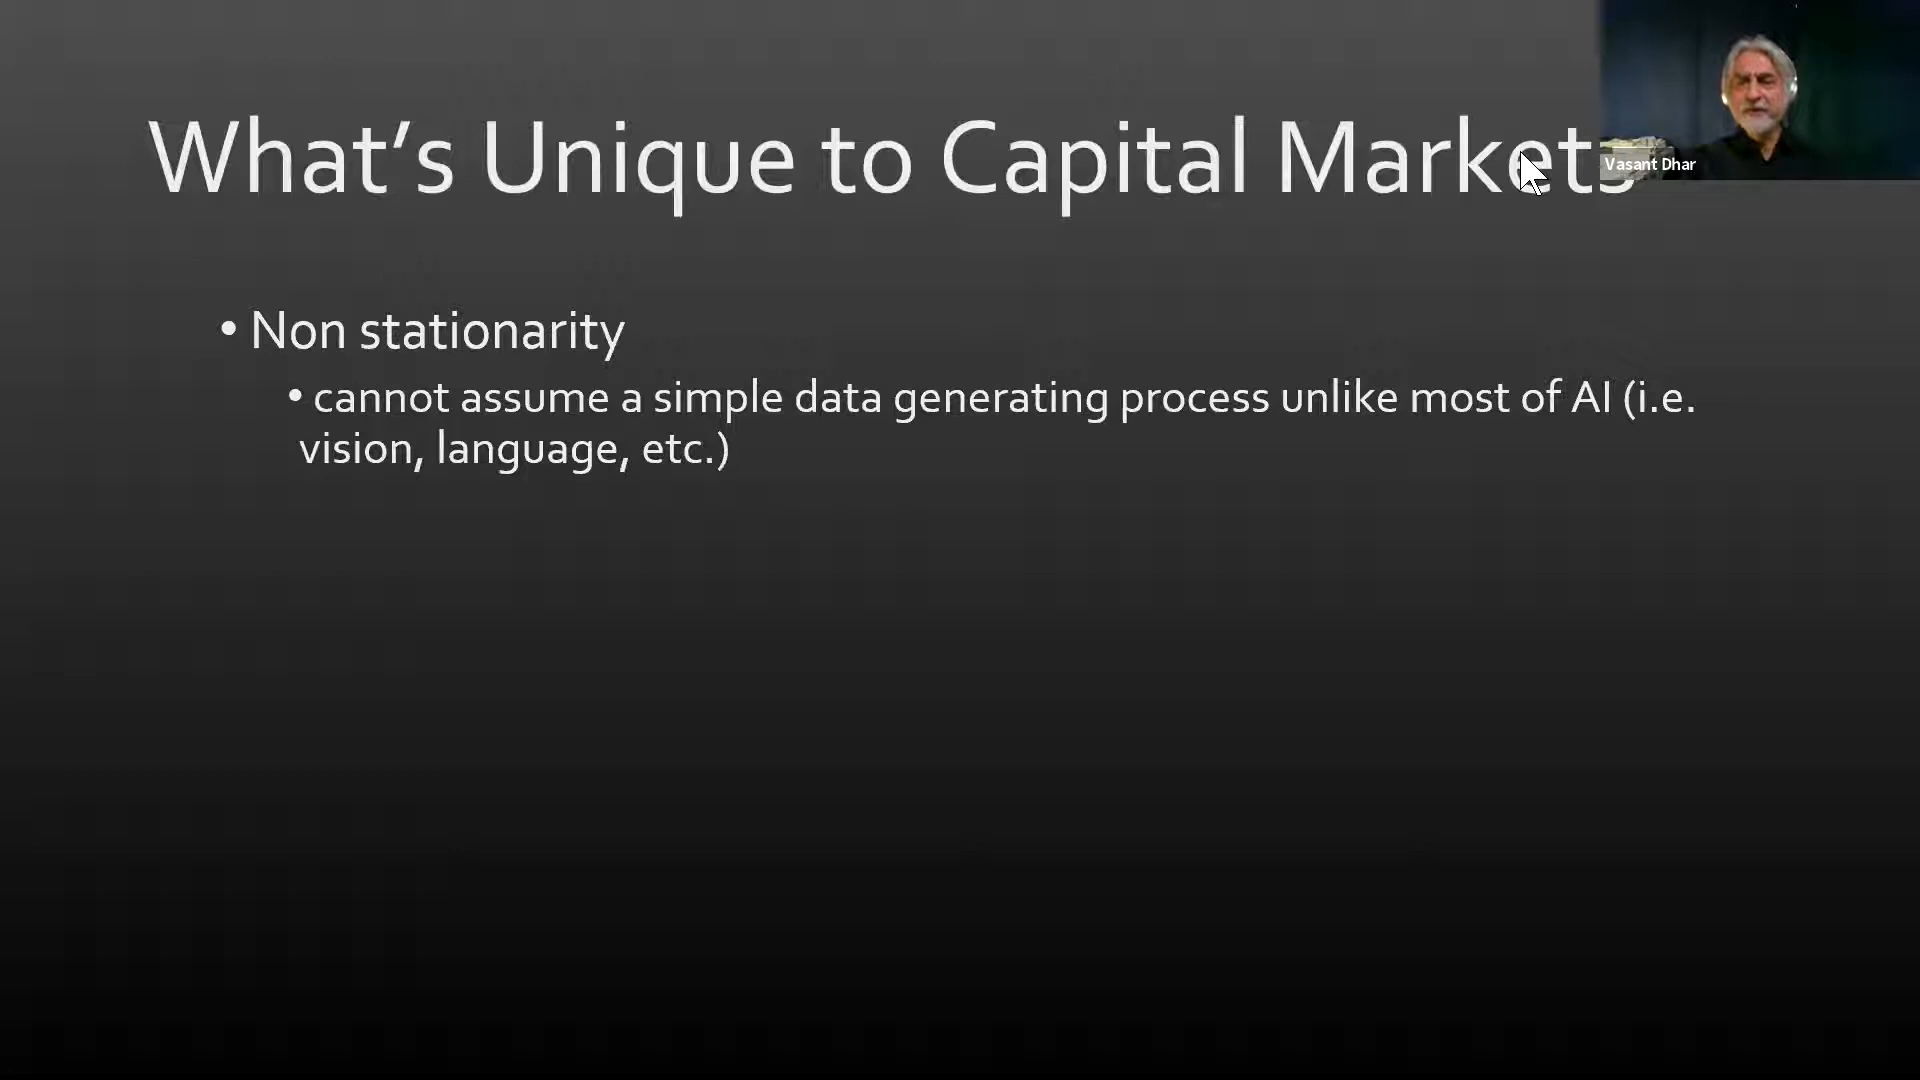 What’s Unique to Capital Markets
Vasant Dhar
• Non stationarity
• cannot assume a simple data generating process unlike most of AI (i.e.
vision, language, etc.)